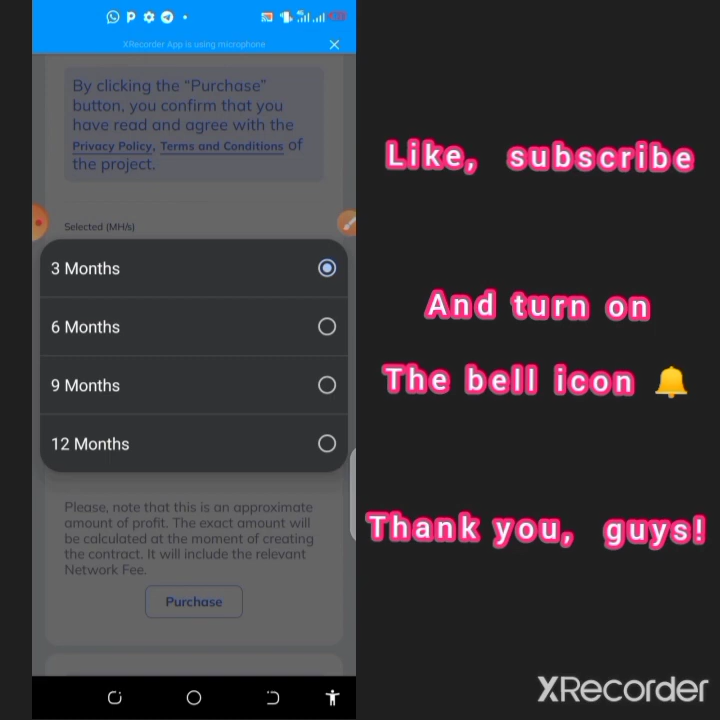 XRecorder App is using microphone
By clicking the “Purchase”
button, you confirm that you
have read and agree with the
Privacy Policy, Terms and Conditions of
the project.
Selected (MH/s)
3 Months
6 Months
9 Months
12 Months
Please, note that this is an approximate
amount of profit. The exact amount will
be calculated at the moment of creating
the contract. It will include the relevant
Network Fee.
Purchase
Like, subscribe
And turn on
The bell icon 🔔
Thank you, guys!
XRecorder